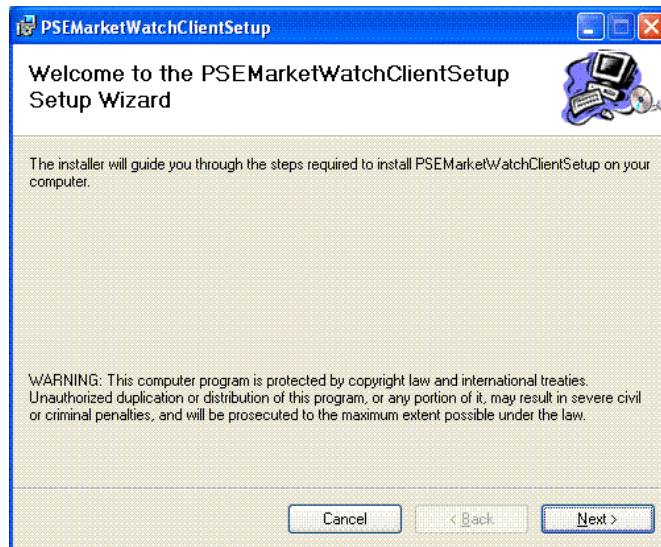 PSEMarketWatchClientSetup
Welcome to the PSEMarketWatchClientSetup
Setup Wizard
The installer will guide you through the steps required to install PSEMarketWatchClientSetup on your
computer.
WARNING: This computer program is protected by copyright law and international treaties.
Unauthorized duplication or distribution of this program, or any portion of it, may result in severe civil
or criminal penalties, and will be prosecuted to the maximum extent possible under the law.
Cancel
< Back
Next >